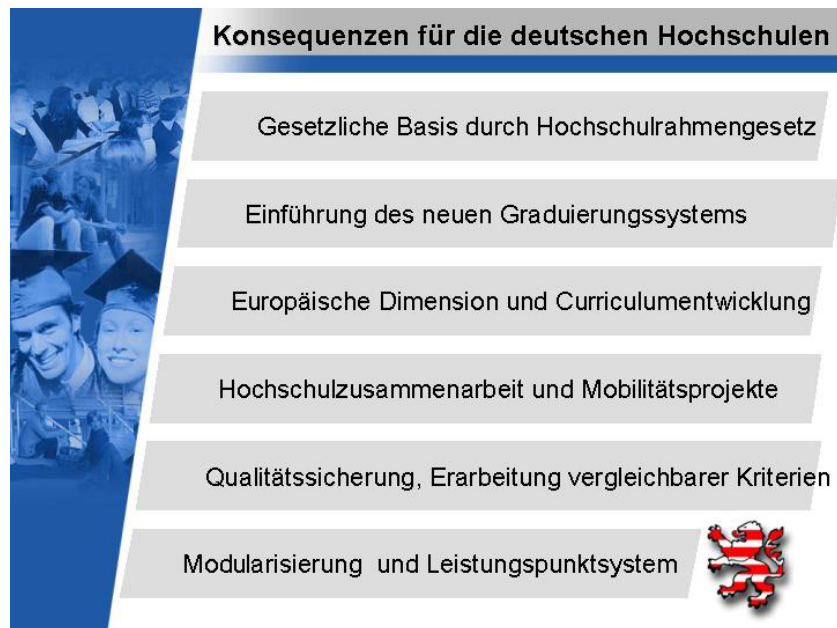 Konsequenzen für die deutschen Hochschulen
Gesetzliche Basis durch Hochschulrahmengesetz
Einführung des neuen Graduierungssystems
Europäische Dimension und Curriculumentwicklung
Hochschulzusammenarbeit und Mobilitätsprojekte
Qualitätssicherung, Erarbeitung vergleichbarer Kriterien
Modularisierung und Leistungspunktsystem